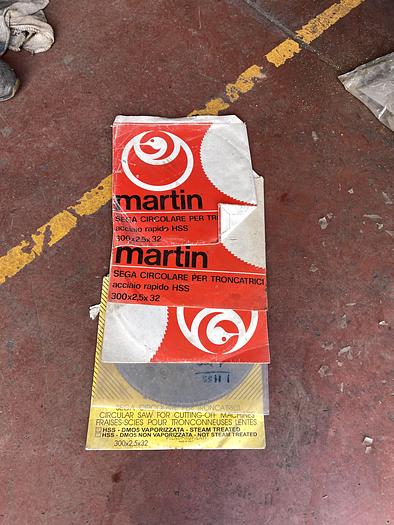 martin
SEGA CIRCOLARE PER TR
acciaio rapido HSS
300x2,5x32
martin
SEGA CIRCOLARE PER TRONCATRICI
acciaio rapido HSS
300x2,5x32
HSS
CIRCULAR SAW FOR CUTTING-OFF MACHINES
FRAISES-SCIES POUR TRONCONNEUSES LENTES
HSS - DMO5 VAPORIZZATA - STEAM TREATED
HSS - DMO5 NON VAPORIZZATA - NOT STEAM TREATED
300x2,5x32